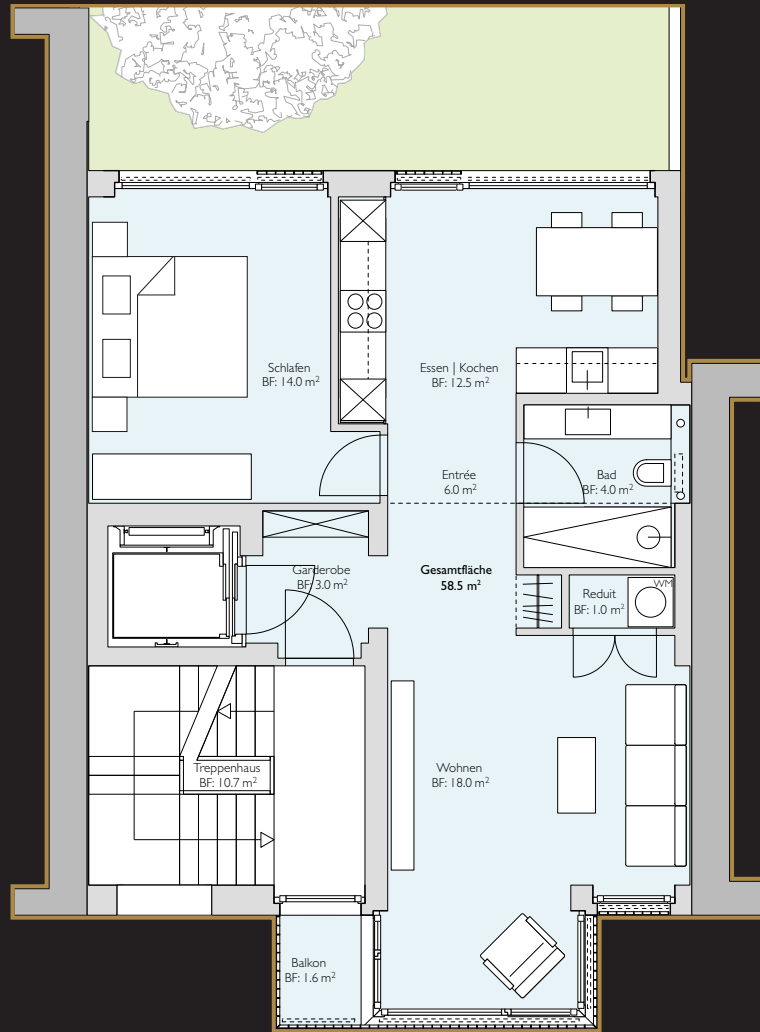 Schlafen
BF: 14.0 m²
Essen | Kochen
BF: 12.5 m²
Entrée
6.0 m²
Bad
BF: 4.0 m²
Garderobe
BF: 3.0 m²
Gesamtfläche
58.5 m²
WM
Reduit
BF: 1.0 m²
Treppenhaus
BF: 10.7 m²
Wohnen
BF: 18.0 m²
Balkon
BF: 1.6 m²